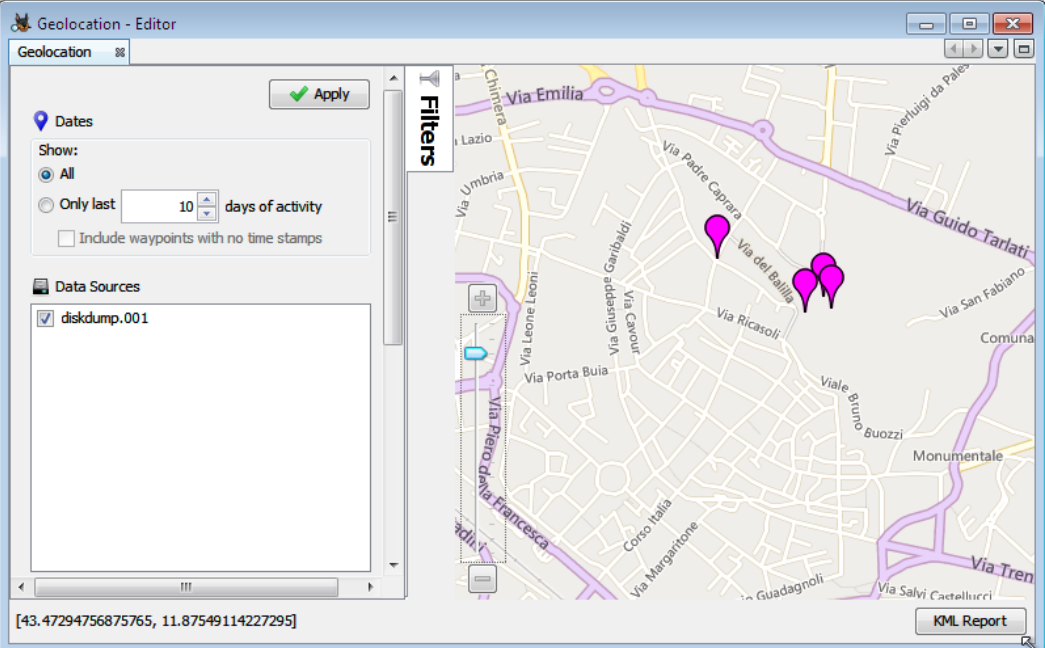 Geolocation - Editor
Geolocation
Apply
Dates
Show:
All
Only last 10 days of activity
Include waypoints with no time stamps
Data Sources
diskdump.001
Filters
Chimera
Via Emilia
Via Pierluigi da Pales
a Lazio
Via Umbria
Via Padre Caprara
Via Guido Tarlati
Via Giuseppe Garibaldi
Via del Balilla
Via San Fabiano
Via Leone Leoni
Via Cavour
Via Ricasoli
Comuna
Via Porta Buia
Viale Bruno Buozzi
Via Piero della Francesca
Monumentale
Corso Italia
Via Margaritone
adini
Via Tren
o Guadagnoli
Via Salvi Castellucci
[43.47294756875765, 11.87549114227295]
KML Report